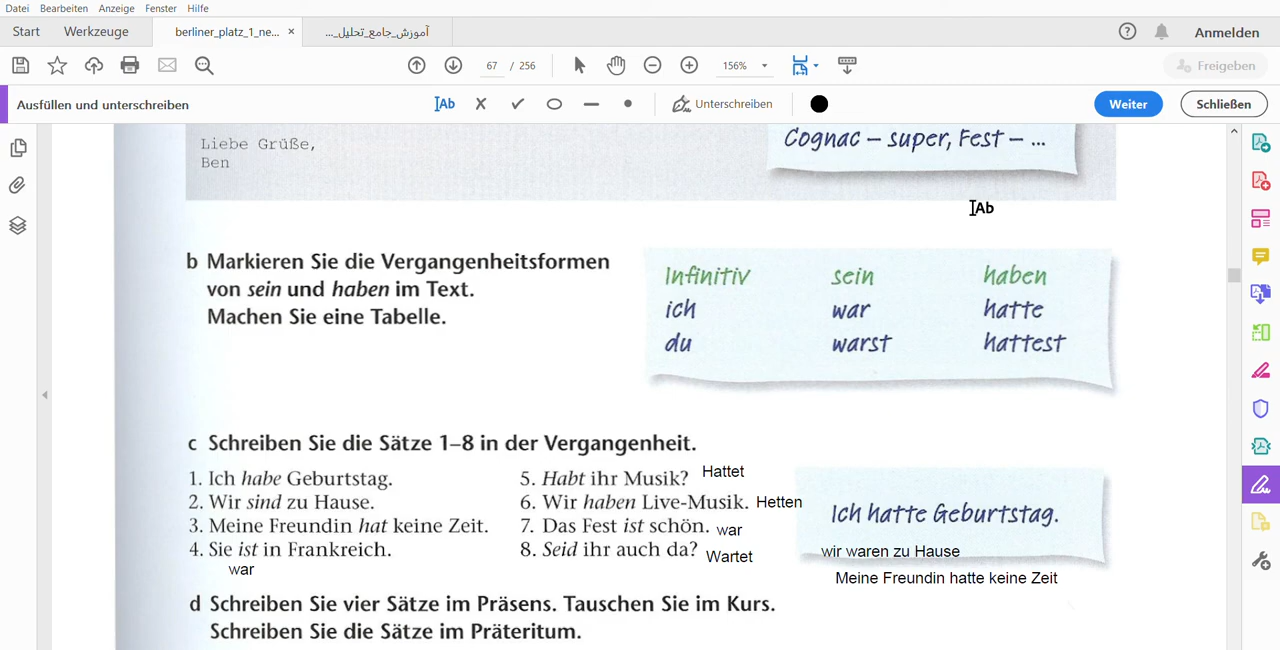 Datei Bearbeiten Anzeige Fenster Hilfe
Start Werkzeuge berliner_platz_1_ne... × آموزش_جامع_تحلیل_... Anmelden
67 / 256 156% Freigeben
Ausfüllen und unterschreiben Ab Unterschreiben Weiter Schließen
Liebe Grüße,
Ben
Cognac – super, Fest – ...
Ab
b Markieren Sie die Vergangenheitsformen
von sein und haben im Text.
Machen Sie eine Tabelle.
Infinitiv sein haben
ich war hatte
du warst hattest
c Schreiben Sie die Sätze 1–8 in der Vergangenheit.
1. Ich habe Geburtstag.
2. Wir sind zu Hause.
3. Meine Freundin hat keine Zeit.
4. Sie ist in Frankreich.
war
5. Habt ihr Musik? Hattet
6. Wir haben Live-Musik. Hetten
7. Das Fest ist schön. war
8. Seid ihr auch da? Wartet
Ich hatte Geburtstag.
wir waren zu Hause
Meine Freundin hatte keine Zeit
d Schreiben Sie vier Sätze im Präsens. Tauschen Sie im Kurs.
Schreiben Sie die Sätze im Präteritum.